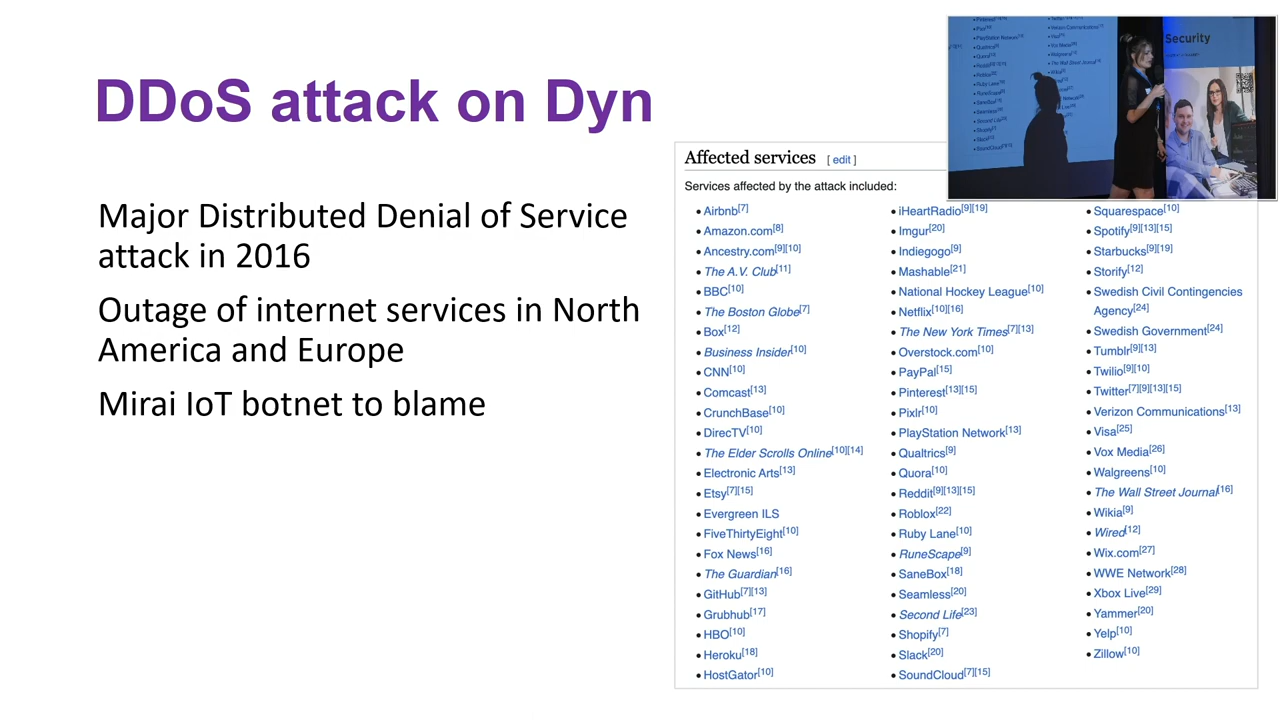 DDoS attack on Dyn
Major Distributed Denial of Service
attack in 2016
Outage of internet services in North
America and Europe
Mirai IoT botnet to blame
Affected services [ edit ]
Services affected by the attack included:
• Airbnb[7]
• Amazon.com[8]
• Ancestry.com[9][10]
• The A.V. Club[11]
• BBC[10]
• The Boston Globe[7]
• Box[12]
• Business Insider[10]
• CNN[10]
• Comcast[13]
• CrunchBase[10]
• DirecTV[10]
• The Elder Scrolls Online[10][14]
• Electronic Arts[13]
• Etsy[7][15]
• Evergreen ILS
• FiveThirtyEight[10]
• Fox News[16]
• The Guardian[16]
• GitHub[7][13]
• Grubhub[17]
• HBO[10]
• Heroku[18]
• HostGator[10]
• iHeartRadio[9][19]
• Imgur[20]
• Indiegogo[9]
• Mashable[21]
• National Hockey League[10]
• Netflix[10][16]
• The New York Times[7][13]
• Overstock.com[10]
• PayPal[15]
• Pinterest[13][15]
• Pixlr[10]
• PlayStation Network[13]
• Qualtrics[9]
• Quora[10]
• Reddit[9][13][15]
• Roblox[22]
• Ruby Lane[10]
• RuneScape[9]
• SaneBox[18]
• Seamless[20]
• Second Life[23]
• Shopify[7]
• Slack[20]
• SoundCloud[7][15]
• Squarespace[10]
• Spotify[9][13][15]
• Starbucks[9][19]
• Storify[12]
• Swedish Civil Contingencies
Agency[24]
• Swedish Government[24]
• Tumblr[9][13]
• Twilio[9][10]
• Twitter[7][9][13][15]
• Verizon Communications[13]
• Visa[25]
• Vox Media[26]
• Walgreens[10]
• The Wall Street Journal[16]
• Wikia[9]
• Wired[12]
• Wix.com[27]
• WWE Network[28]
• Xbox Live[29]
• Yammer[20]
• Yelp[10]
• Zillow[10]
Security